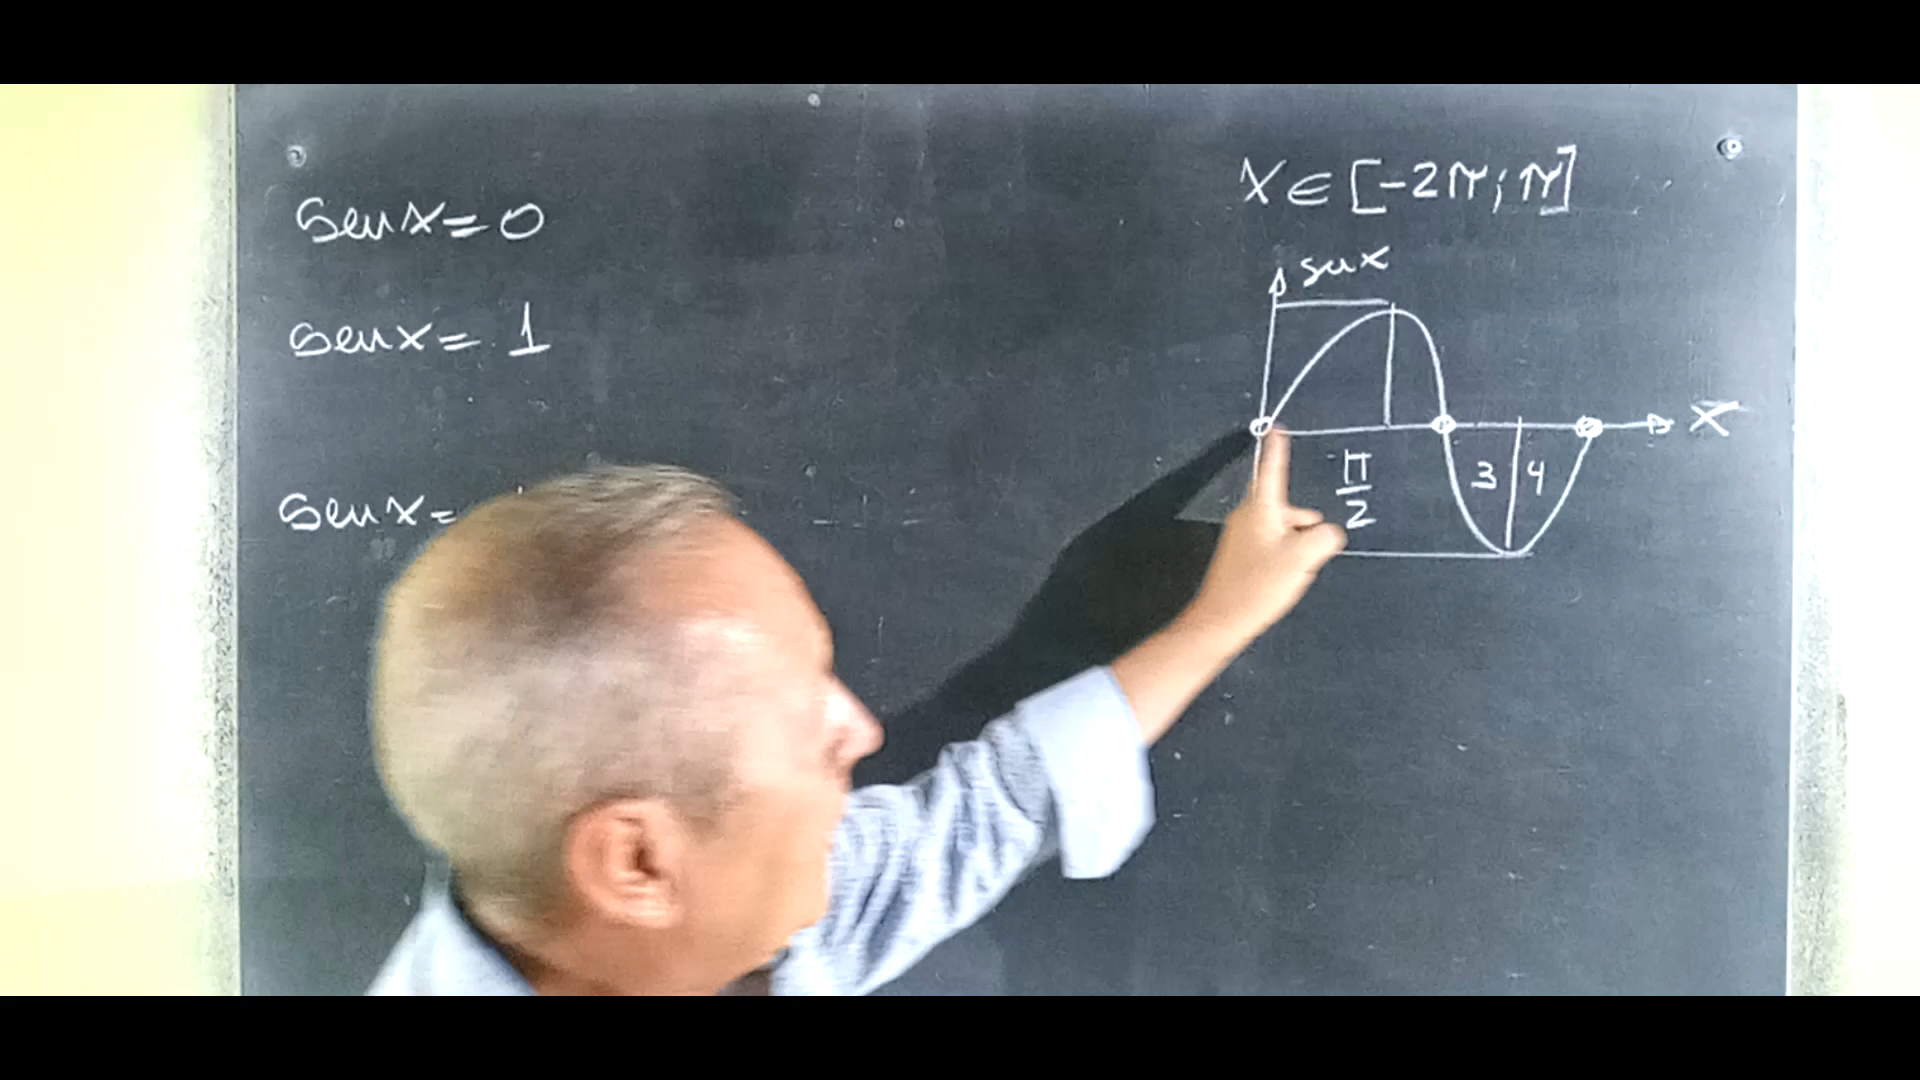 senx=0
senx=1
senx=
X∈[-2π;π]
senx
X
π/2
3 4